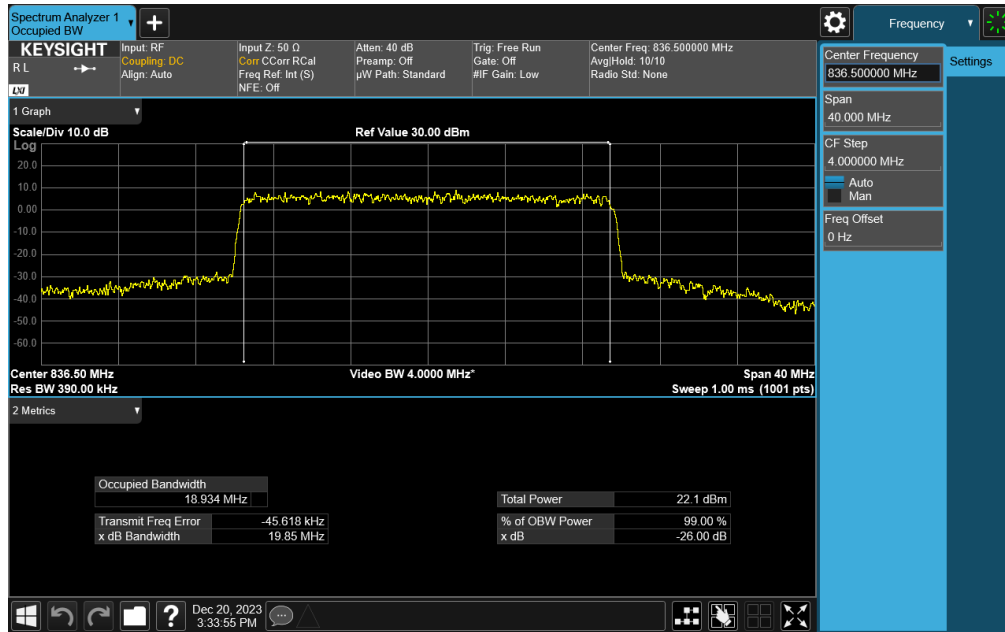 Spectrum Analyzer 1
Occupied BW
Frequency
KEYSIGHT
R L
LXI
Input: RF
Coupling: DC
Align: Auto
Input Z: 50 Ω
Corr CCorr RCal
Freq Ref: Int (S)
NFE: Off
Atten: 40 dB
Preamp: Off
µW Path: Standard
Trig: Free Run
Gate: Off
#IF Gain: Low
Center Freq: 836.500000 MHz
Avg|Hold: 10/10
Radio Std: None
1 Graph
Scale/Div 10.0 dB
Ref Value 30.00 dBm
Log
20.0
10.0
0.00
-10.0
-20.0
-30.0
-40.0
-50.0
-60.0
Center 836.50 MHz
Video BW 4.0000 MHz*
Span 40 MHz
Res BW 390.00 kHz
Sweep 1.00 ms (1001 pts)
2 Metrics
Occupied Bandwidth
18.934 MHz
Transmit Freq Error -45.618 kHz
x dB Bandwidth 19.85 MHz
Total Power 22.1 dBm
% of OBW Power 99.00 %
x dB -26.00 dB
Center Frequency
836.500000 MHz
Settings
Span
40.000 MHz
CF Step
4.000000 MHz
Auto
Man
Freq Offset
0 Hz
Dec 20, 2023
3:33:55 PM